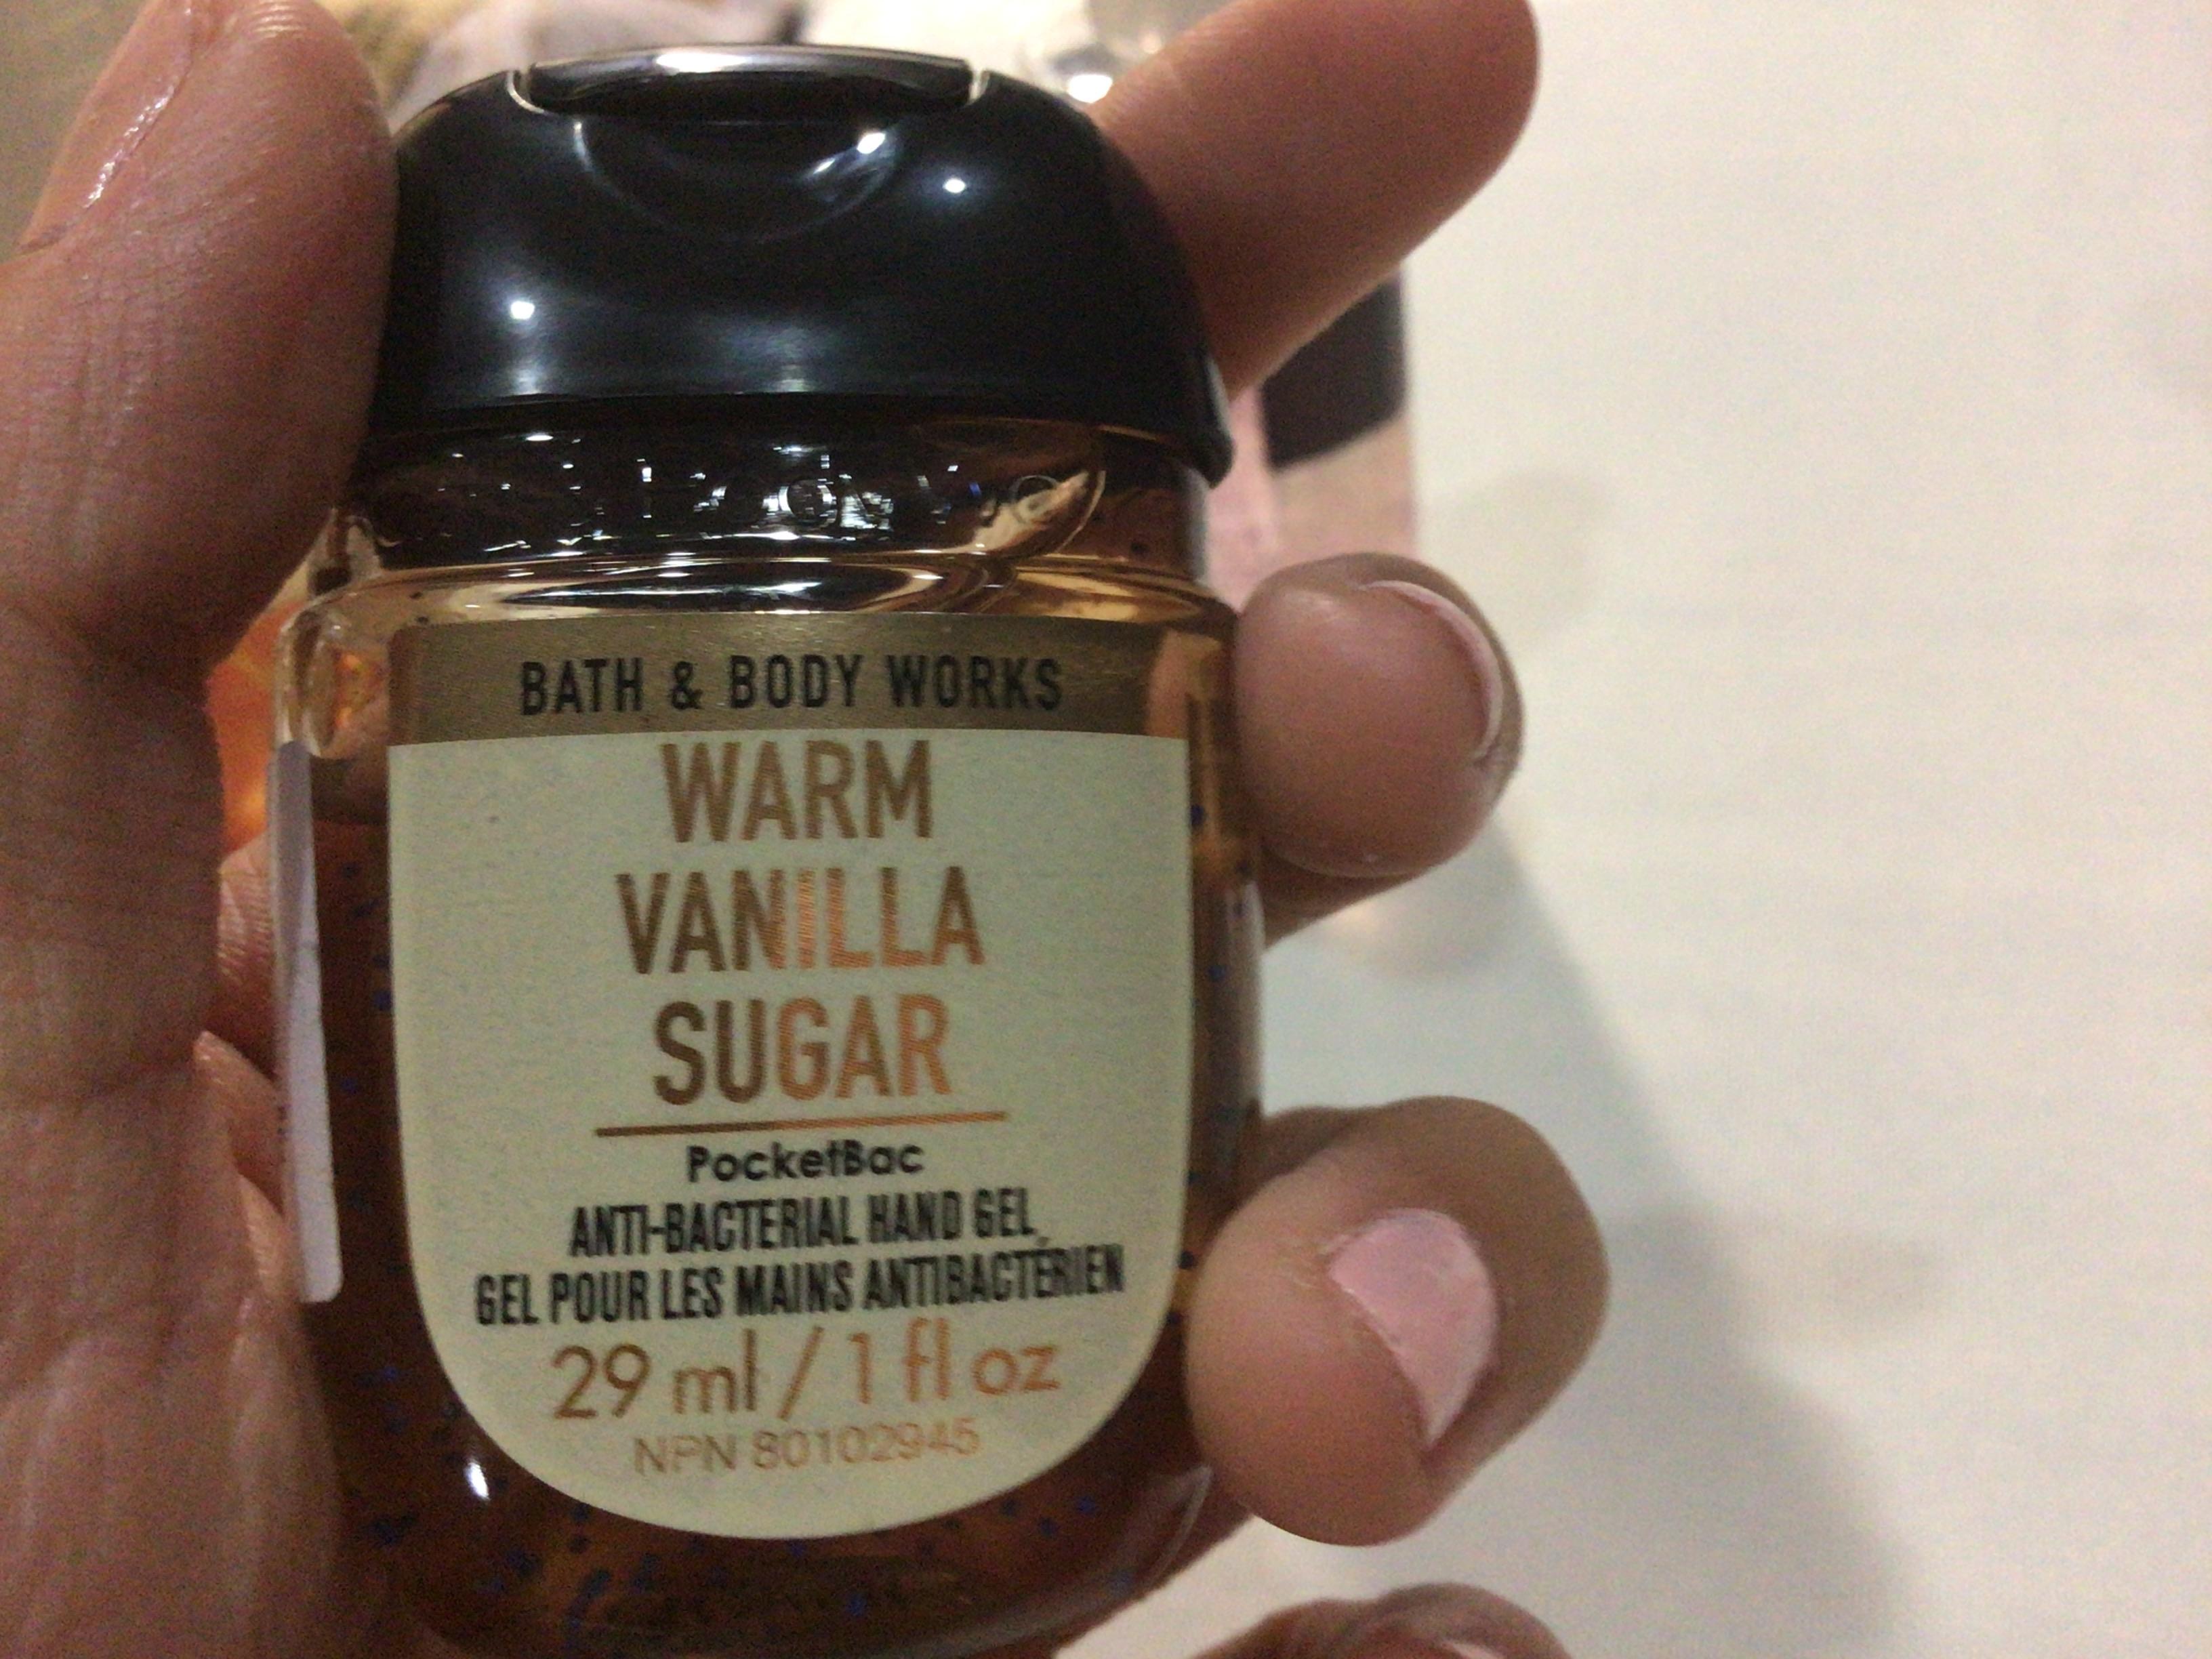 BATH & BODY WORKS
WARM
VANILLA
SUGAR
PocketBac
ANTI-BACTERIAL HAND GEL
GEL POUR LES MAINS ANTIBACTÉRIEN
29 ml / 1 fl oz
NPN 80102945